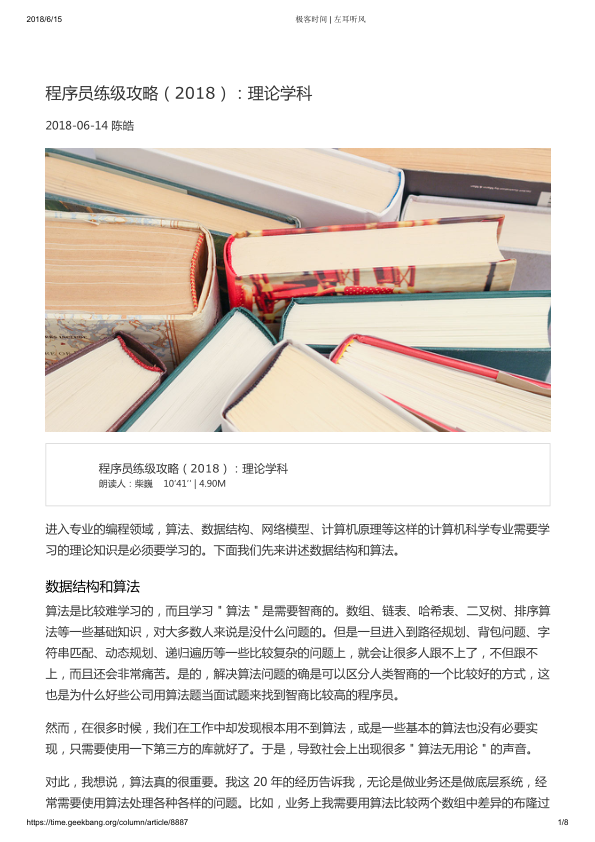 2018/6/15
极客时间 | 左耳听风
程序员练级攻略（2018）：理论学科
2018-06-14 陈皓
程序员练级攻略（2018）：理论学科
朗读人：柴巍 10′41′′ | 4.90M
进入专业的编程领域，算法、数据结构、网络模型、计算机原理等这样的计算机科学专业需要学
习的理论知识是必须要学习的。下面我们先来讲述数据结构和算法。
数据结构和算法
算法是比较难学习的，而且学习 " 算法 " 是需要智商的。数组、链表、哈希表、二叉树、排序算
法等一些基础知识，对大多数人来说是没什么问题的。但是一旦进入到路径规划、背包问题、字
符串匹配、动态规划、递归遍历等一些比较复杂的问题上，就会让很多人跟不上了，不但跟不
上，而且还会非常痛苦。是的，解决算法问题的确是可以区分人类智商的一个比较好的方式，这
也是为什么好些公司用算法题当面试题来找到智商比较高的程序员。
然而，在很多时候，我们在工作中却发现根本用不到算法，或是一些基本的算法也没有必要实
现，只需要使用一下第三方的库就好了。于是，导致社会上出现很多 " 算法无用论 " 的声音。
对此，我想说，算法真的很重要。我这 20 年的经历告诉我，无论是做业务还是做底层系统，经
常需要使用算法处理各种各样的问题。比如，业务上我需要用算法比较两个数组中差异的布隆过
https://time.geekbang.org/column/article/8887
1/8